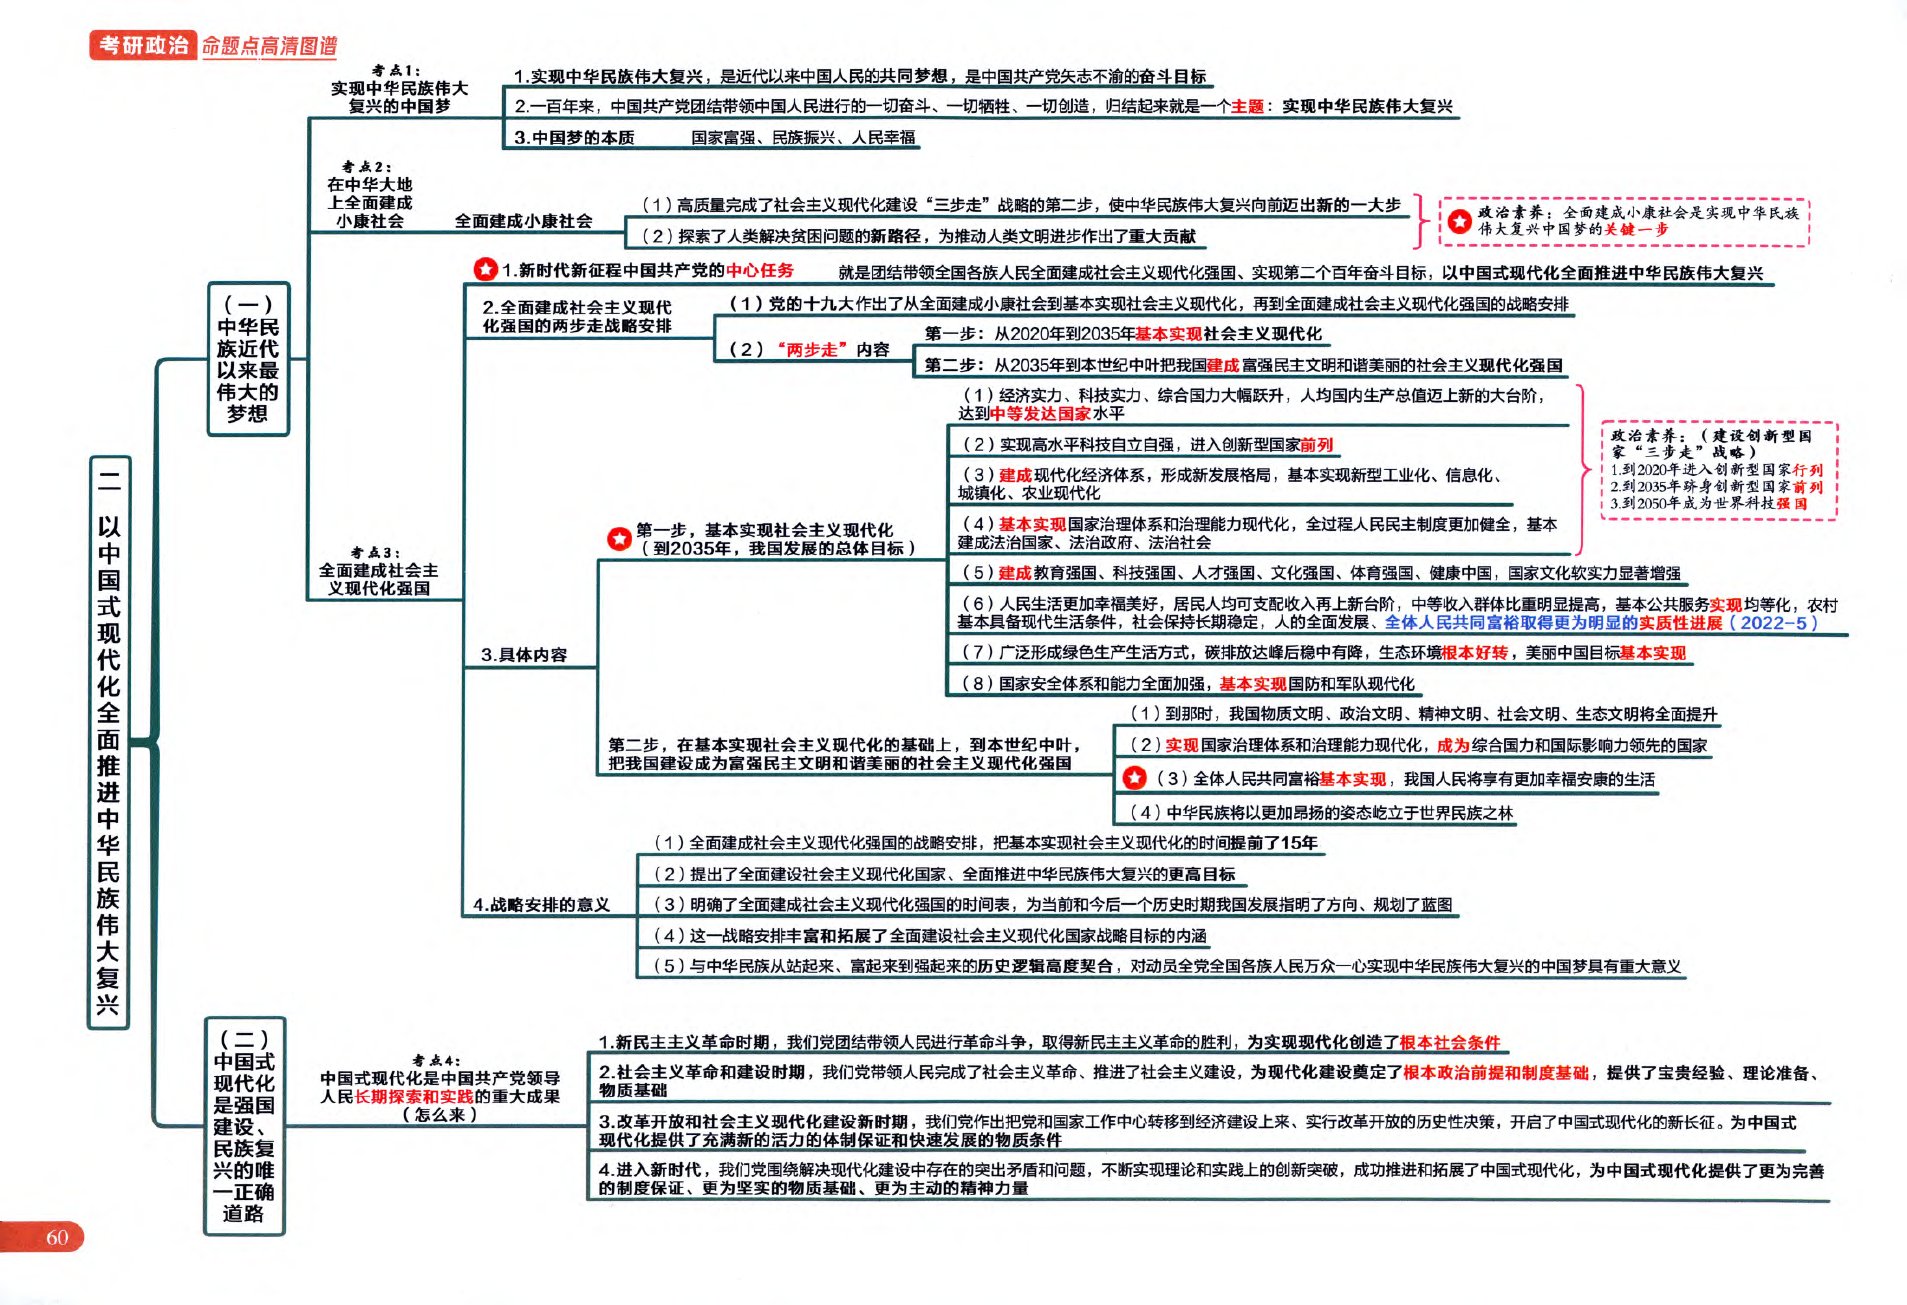 考研政治 命题点高清图谱
二 以中国式现代化全面推进中华民族伟大复兴
（一）
中华民
族近代
以来最
伟大的
梦想
考点1：
实现中华民族伟大
复兴的中国梦
1.实现中华民族伟大复兴，是近代以来中国人民的共同梦想，是中国共产党矢志不渝的奋斗目标
2.一百年来，中国共产党团结带领中国人民进行的一切奋斗、一切牺牲、一切创造，归结起来就是一个主题：实现中华民族伟大复兴
3.中国梦的本质 国家富强、民族振兴、人民幸福
考点2：
在中华大地
上全面建成
小康社会
全面建成小康社会
（1）高质量完成了社会主义现代化建设“三步走”战略的第二步，使中华民族伟大复兴向前迈出新的一大步
（2）探索了人类解决贫困问题的新路径，为推动人类文明进步作出了重大贡献
政治素养：全面建成小康社会是实现中华民族
伟大复兴中国梦的关键一步
考点3：
全面建成社会主
义现代化强国
1.新时代新征程中国共产党的中心任务 就是团结带领全国各族人民全面建成社会主义现代化强国、实现第二个百年奋斗目标，以中国式现代化全面推进中华民族伟大复兴
2.全面建成社会主义现代
化强国的两步走战略安排
（1）党的十九大作出了从全面建成小康社会到基本实现社会主义现代化，再到全面建成社会主义现代化强国的战略安排
（2）“两步走”内容
第一步：从2020年到2035年基本实现社会主义现代化
第二步：从2035年到本世纪中叶把我国建成富强民主文明和谐美丽的社会主义现代化强国
3.具体内容
第一步，基本实现社会主义现代化
（到2035年，我国发展的总体目标）
（1）经济实力、科技实力、综合国力大幅跃升，人均国内生产总值迈上新的大台阶，
达到中等发达国家水平
（2）实现高水平科技自立自强，进入创新型国家前列
（3）建成现代化经济体系，形成新发展格局，基本实现新型工业化、信息化、
城镇化、农业现代化
（4）基本实现国家治理体系和治理能力现代化，全过程人民民主制度更加健全，基本
建成法治国家、法治政府、法治社会
政治素养：（建设创新型国
家“三步走”战略）
1.到2020年进入创新型国家行列
2.到2035年跻身创新型国家前列
3.到2050年成为世界科技强国
（5）建成教育强国、科技强国、人才强国、文化强国、体育强国、健康中国，国家文化软实力显著增强
（6）人民生活更加幸福美好，居民人均可支配收入再上新台阶，中等收入群体比重明显提高，基本公共服务实现均等化，农村
基本具备现代生活条件，社会保持长期稳定，人的全面发展、全体人民共同富裕取得更为明显的实质性进展（2022-5）
（7）广泛形成绿色生产生活方式，碳排放达峰后稳中有降，生态环境根本好转，美丽中国目标基本实现
（8）国家安全体系和能力全面加强，基本实现国防和军队现代化
第二步，在基本实现社会主义现代化的基础上，到本世纪中叶，
把我国建设成为富强民主文明和谐美丽的社会主义现代化强国
（1）到那时，我国物质文明、政治文明、精神文明、社会文明、生态文明将全面提升
（2）实现国家治理体系和治理能力现代化，成为综合国力和国际影响力领先的国家
（3）全体人民共同富裕基本实现，我国人民将享有更加幸福安康的生活
（4）中华民族将以更加昂扬的姿态屹立于世界民族之林
4.战略安排的意义
（1）全面建成社会主义现代化强国的战略安排，把基本实现社会主义现代化的时间提前了15年
（2）提出了全面建设社会主义现代化国家、全面推进中华民族伟大复兴的更高目标
（3）明确了全面建成社会主义现代化强国的时间表，为当前和今后一个历史时期我国发展指明了方向、规划了蓝图
（4）这一战略安排丰富和拓展了全面建设社会主义现代化国家战略目标的内涵
（5）与中华民族从站起来、富起来到强起来的历史逻辑高度契合，对动员全党全国各族人民万众一心实现中华民族伟大复兴的中国梦具有重大意义
（二）
中国式
现代化
是强国
建设、
民族复
兴的唯
一正确
道路
考点4：
中国式现代化是中国共产党领导
人民长期探索和实践的重大成果
（怎么来）
1.新民主主义革命时期，我们党团结带领人民进行革命斗争，取得新民主主义革命的胜利，为实现现代化创造了根本社会条件
2.社会主义革命和建设时期，我们党带领人民完成了社会主义革命、推进了社会主义建设，为现代化建设奠定了根本政治前提和制度基础，提供了宝贵经验、理论准备、
物质基础
3.改革开放和社会主义现代化建设新时期，我们党作出把党和国家工作中心转移到经济建设上来、实行改革开放的历史性决策，开启了中国式现代化的新长征。为中国式
现代化提供了充满新的活力的体制保证和快速发展的物质条件
4.进入新时代，我们党围绕解决现代化建设中存在的突出矛盾和问题，不断实现理论和实践上的创新突破，成功推进和拓展了中国式现代化，为中国式现代化提供了更为完善
的制度保证、更为坚实的物质基础、更为主动的精神力量
60